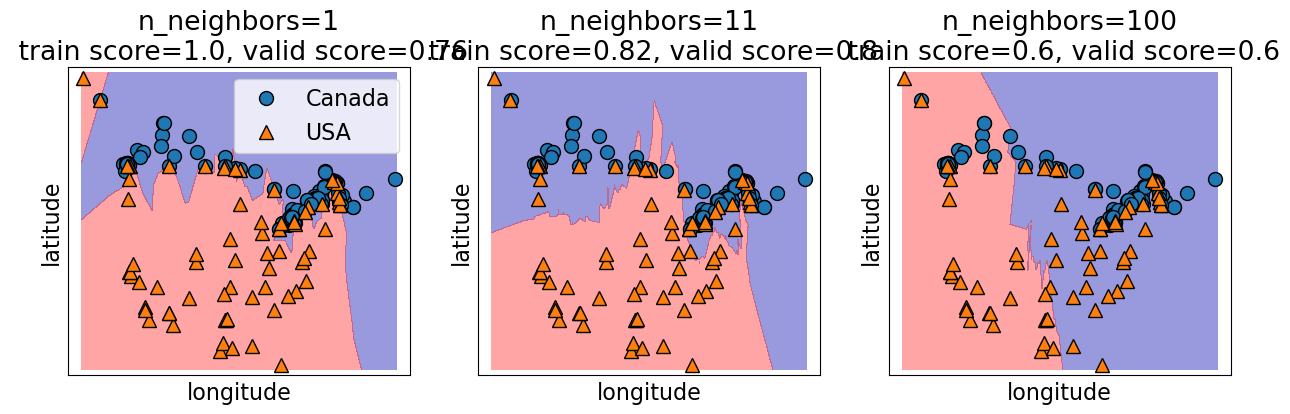 n_neighbors=1
train score=1.0, valid score=0.76
n_neighbors=11
train score=0.82, valid score=0.8
n_neighbors=100
train score=0.6, valid score=0.6
Canada
USA
latitude
longitude
latitude
longitude
latitude
longitude